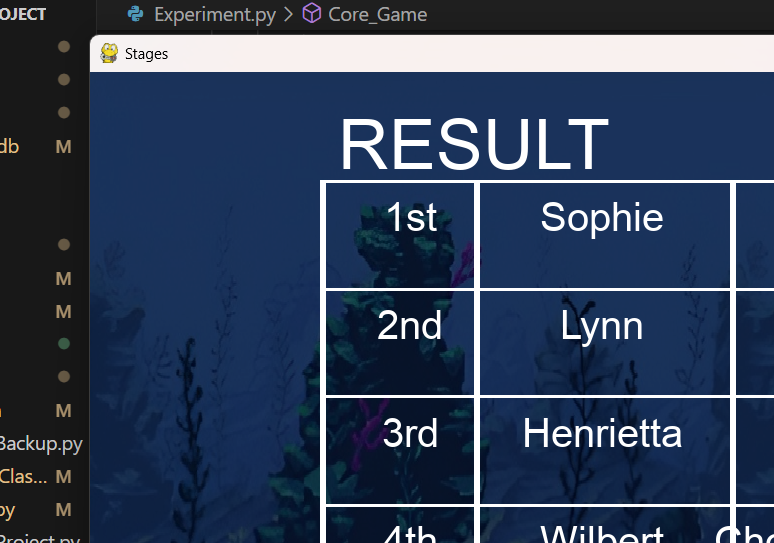 OJECT
Experiment.py > Core_Game
Stages
db M
M
M
M
Backup.py
Clas... M
py M
Project.py
RESULT
1st Sophie
2nd Lynn
3rd Henrietta
4th Wilbert